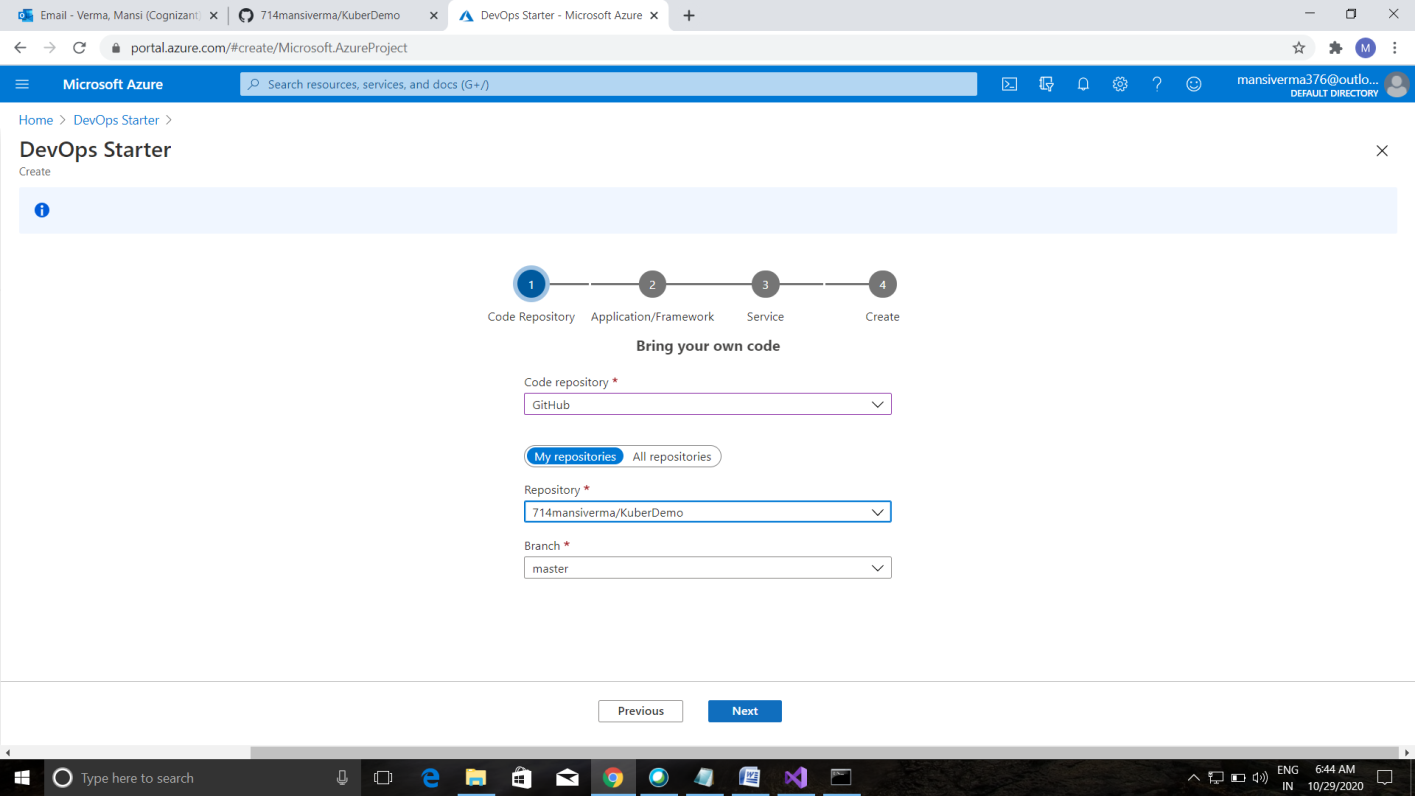 Email - Verma, Mansi (Cognizant)
714mansiverma/KuberDemo
DevOps Starter - Microsoft Azure
portal.azure.com/#create/Microsoft.AzureProject
M
Microsoft Azure
Search resources, services, and docs (G+/)
mansiverma376@outlo...
DEFAULT DIRECTORY
Home > DevOps Starter >
DevOps Starter
Create
1
2
3
4
Code Repository
Application/Framework
Service
Create
Bring your own code
Code repository *
GitHub
My repositories
All repositories
Repository *
714mansiverma/KuberDemo
Branch *
master
Previous
Next
Type here to search
ENG
IN
6:44 AM
10/29/2020